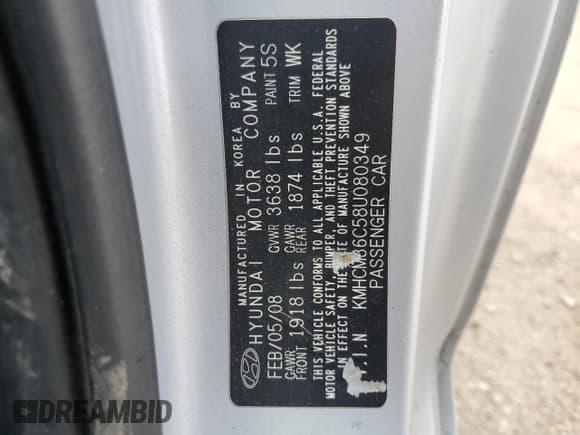 MANUFACTURED IN KOREA BY
HYUNDAI MOTOR COMPANY
FEB/05/08 GVWR 3638 lbs PAINT 5S
GAWR FRONT 1918 lbs GAWR REAR 1874 lbs TRIM WK
THIS VEHICLE CONFORMS TO ALL APPLICABLE U.S.A. FEDERAL
MOTOR VEHICLE SAFETY, BUMPER, AND THEFT PREVENTION STANDARDS
IN EFFECT ON THE DATE OF MANUFACTURE SHOWN ABOVE
.I.N KMHCM36C58U080349
PASSENGER CAR
DREAMBID